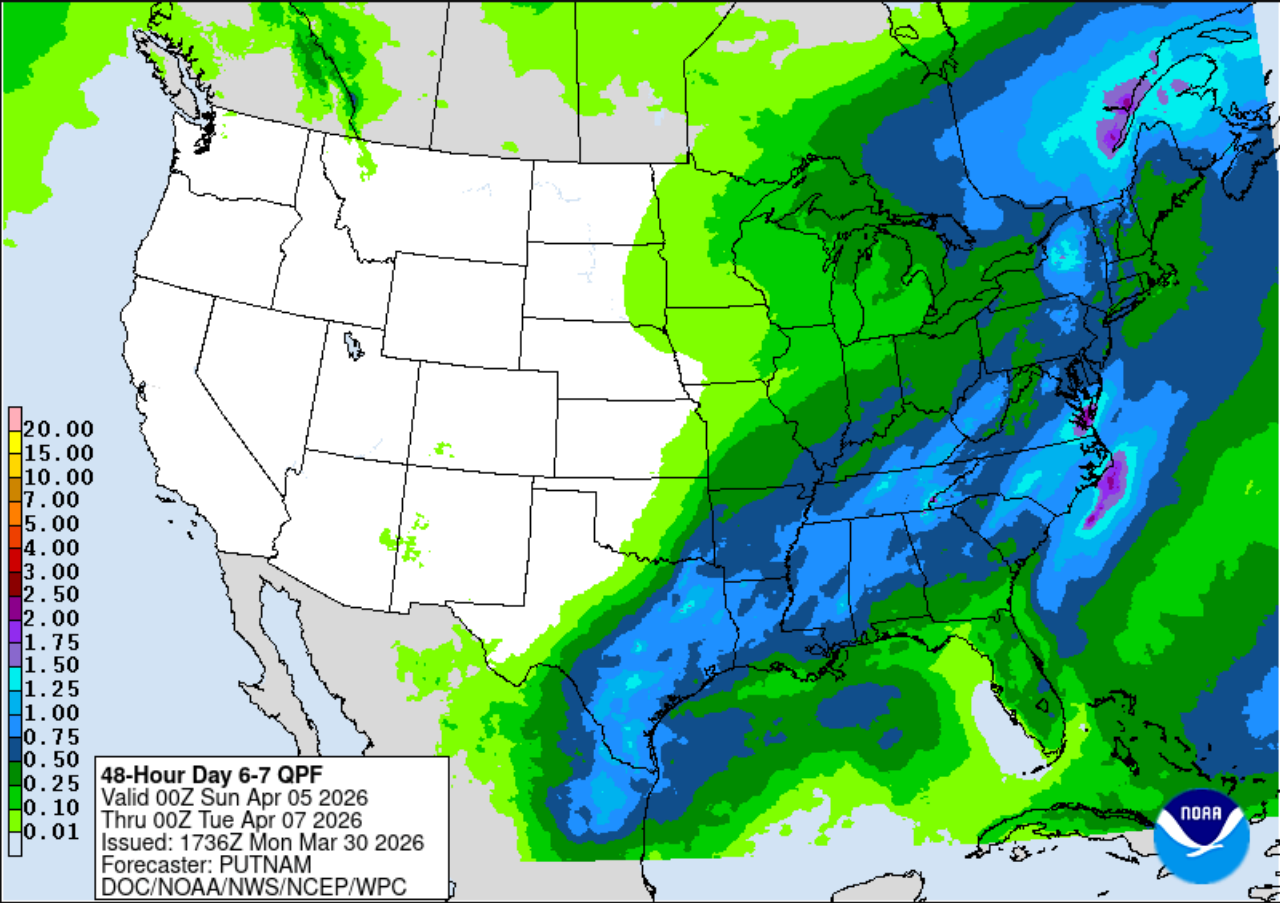 20.00
15.00
10.00
7.00
5.00
4.00
3.00
2.50
2.00
1.75
1.50
1.25
1.00
0.75
0.50
0.25
0.10
0.01
48-Hour Day 6-7 QPF
Valid 00Z Sun Apr 05 2026
Thru 00Z Tue Apr 07 2026
Issued: 1736Z Mon Mar 30 2026
Forecaster: PUTNAM
DOC/NOAA/NWS/NCEP/WPC
NOAA